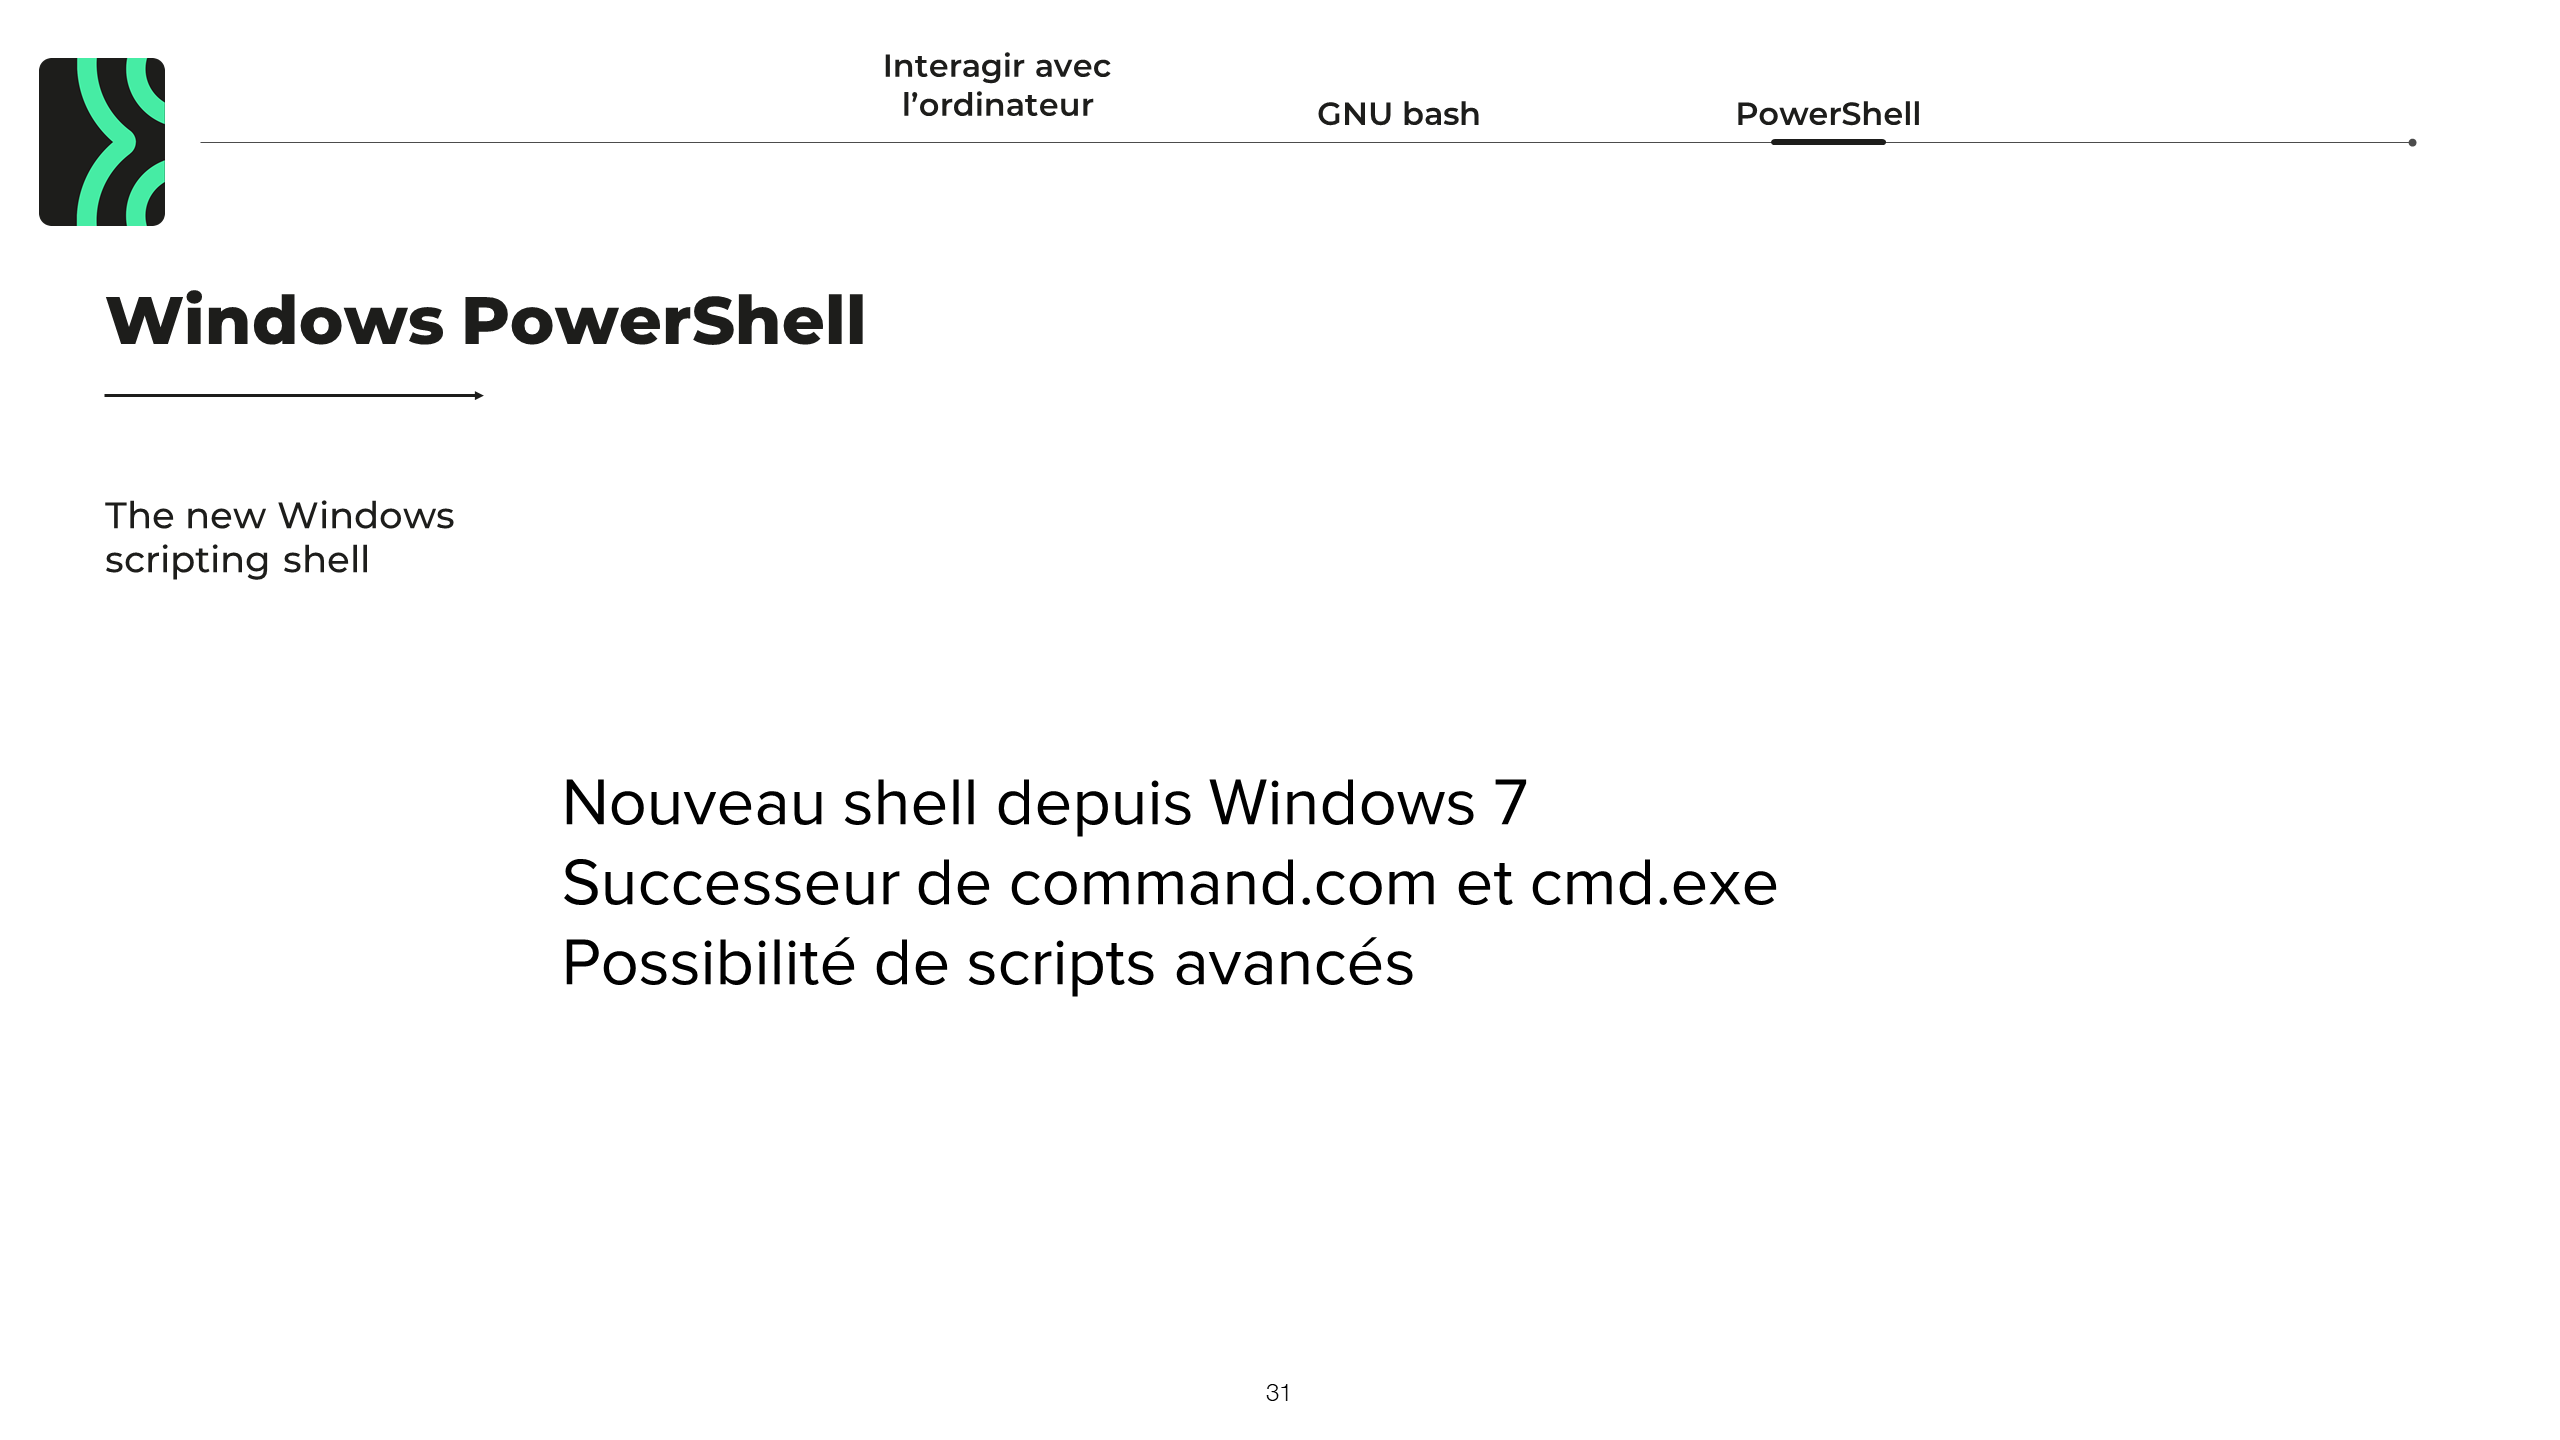 Interagir avec
l’ordinateur
GNU bash
PowerShell
Windows PowerShell
The new Windows
scripting shell
Nouveau shell depuis Windows 7
Successeur de command.com et cmd.exe
Possibilité de scripts avancés
31